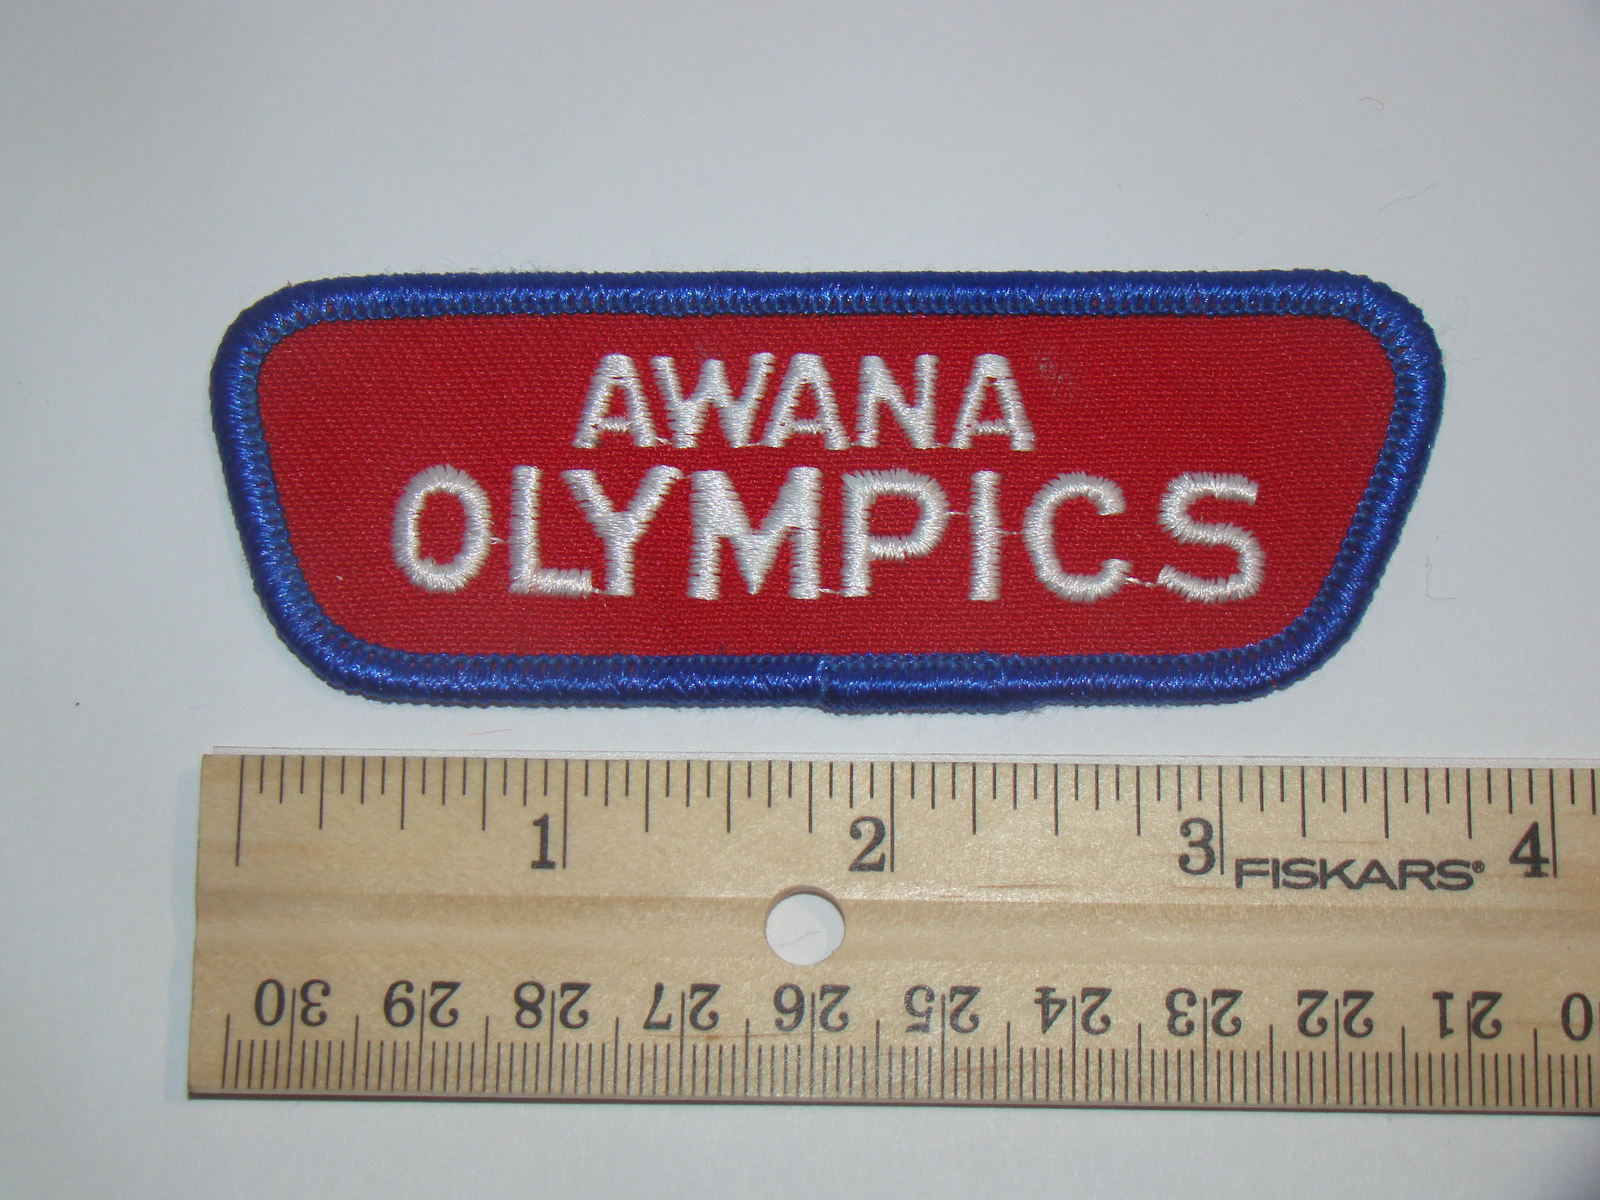 AWANA
OLYMPICS
1 2 3 4
FISKARS®
30 29 28 27 26 25 24 23 22 21